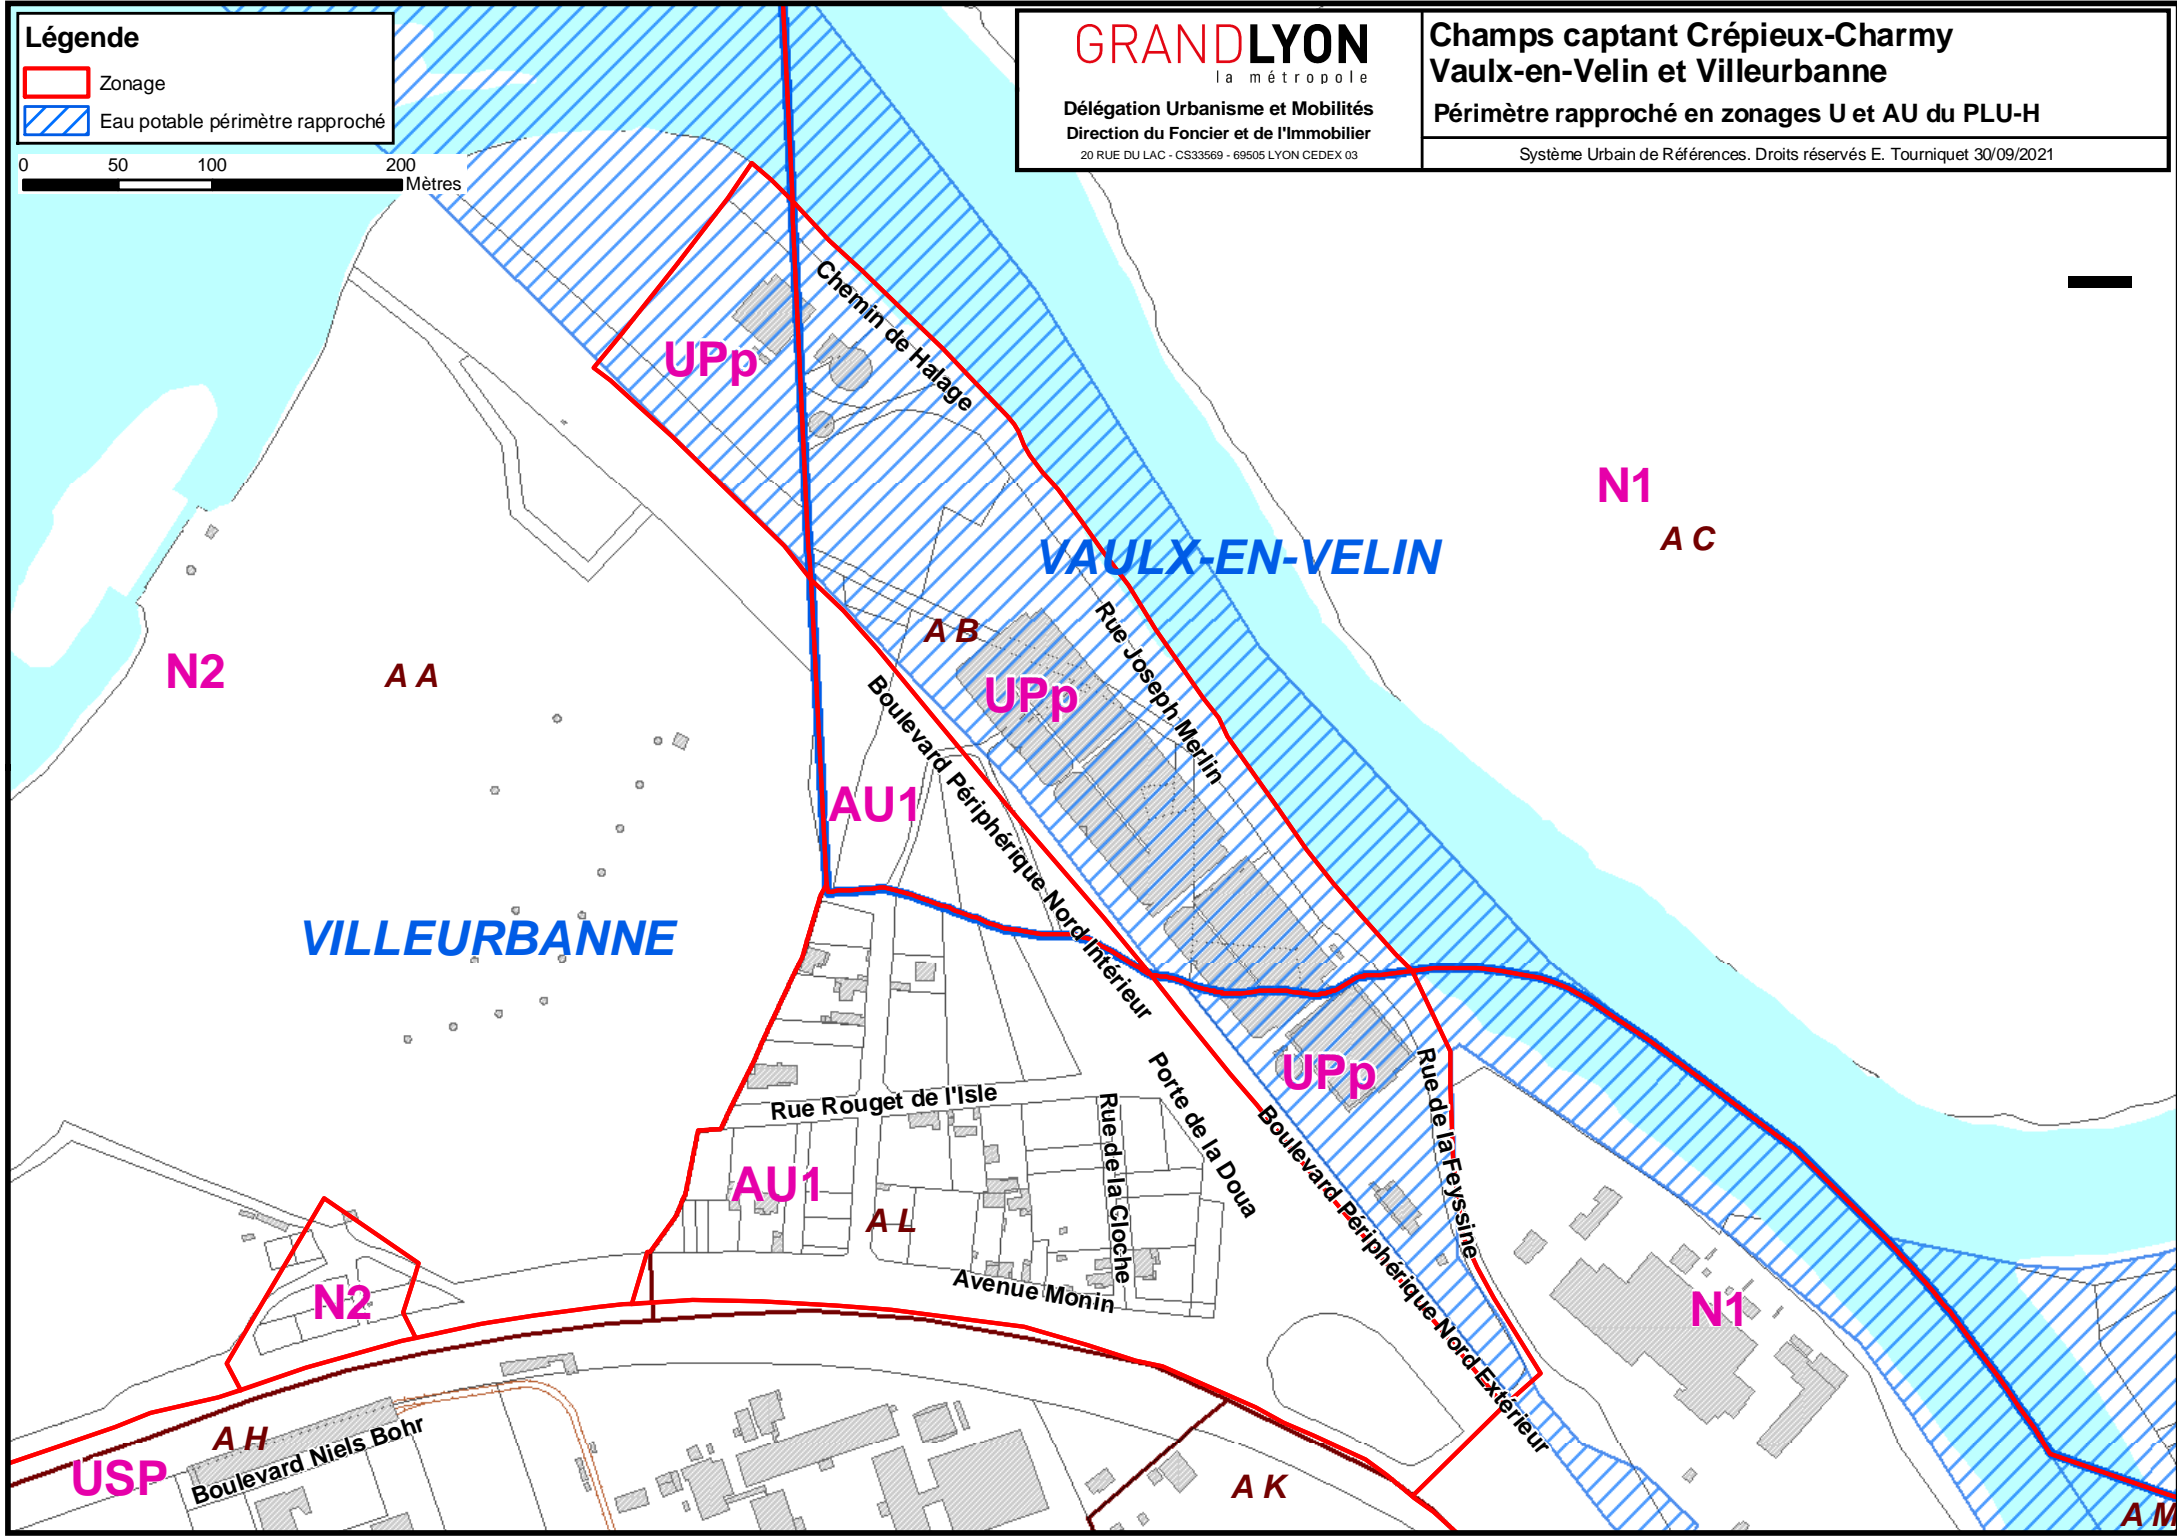 Légende
Zonage
Eau potable périmètre rapproché
0 50 100 200
Mètres
GRANDLYON
la métropole
Délégation Urbanisme et Mobilités
Direction du Foncier et de l'Immobilier
20 RUE DU LAC - CS33569 - 69505 LYON CEDEX 03
Champs captant Crépieux-Charmy
Vaulx-en-Velin et Villeurbanne
Périmètre rapproché en zonages U et AU du PLU-H
Système Urbain de Références. Droits réservés E. Tourniquet 30/09/2021
Chemin de Halage
UPp
N1
A C
VAULX-EN-VELIN
A B
Rue Joseph Merlin
N2
A A
UPp
Boulevard Périphérique Nord Intérieur
AU1
VILLEURBANNE
UPp
Rue de la Feyssine
Porte de la Doua
Rue Rouget de l'Isle
Rue de la Cloche
Boulevard Périphérique Nord Extérieur
AU1
A L
Avenue Monin
N2
N1
A H
Boulevard Niels Bohr
USP
A K
A M